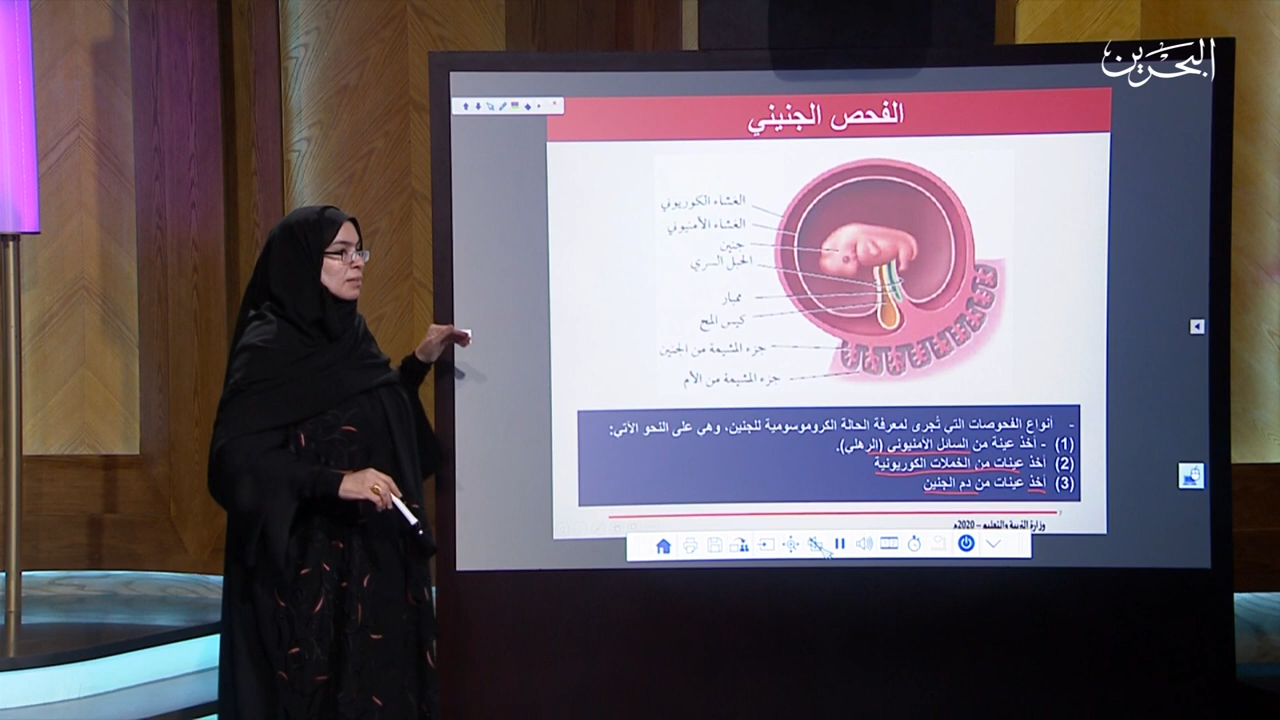 البحرين
الفحص الجنيني
الغشاء الكوريوني
الغشاء الأمنيوني
جنين
الحبل السري
ممبار
كيس المح
جزء المشيمة من الجنين
جزء المشيمة من الأم
- أنواع الفحوصات التي تُجرى لمعرفة الحالة الكروموسومية للجنين، وهي على النحو الآتي:
(1) - أخذ عينة من السائل الأمنيوني (الرهلي).
(2) أخذ عينات من الخملات الكوريونية
(3) أخذ عينات من دم الجنين
وزارة التربية والتعليم – 2020م